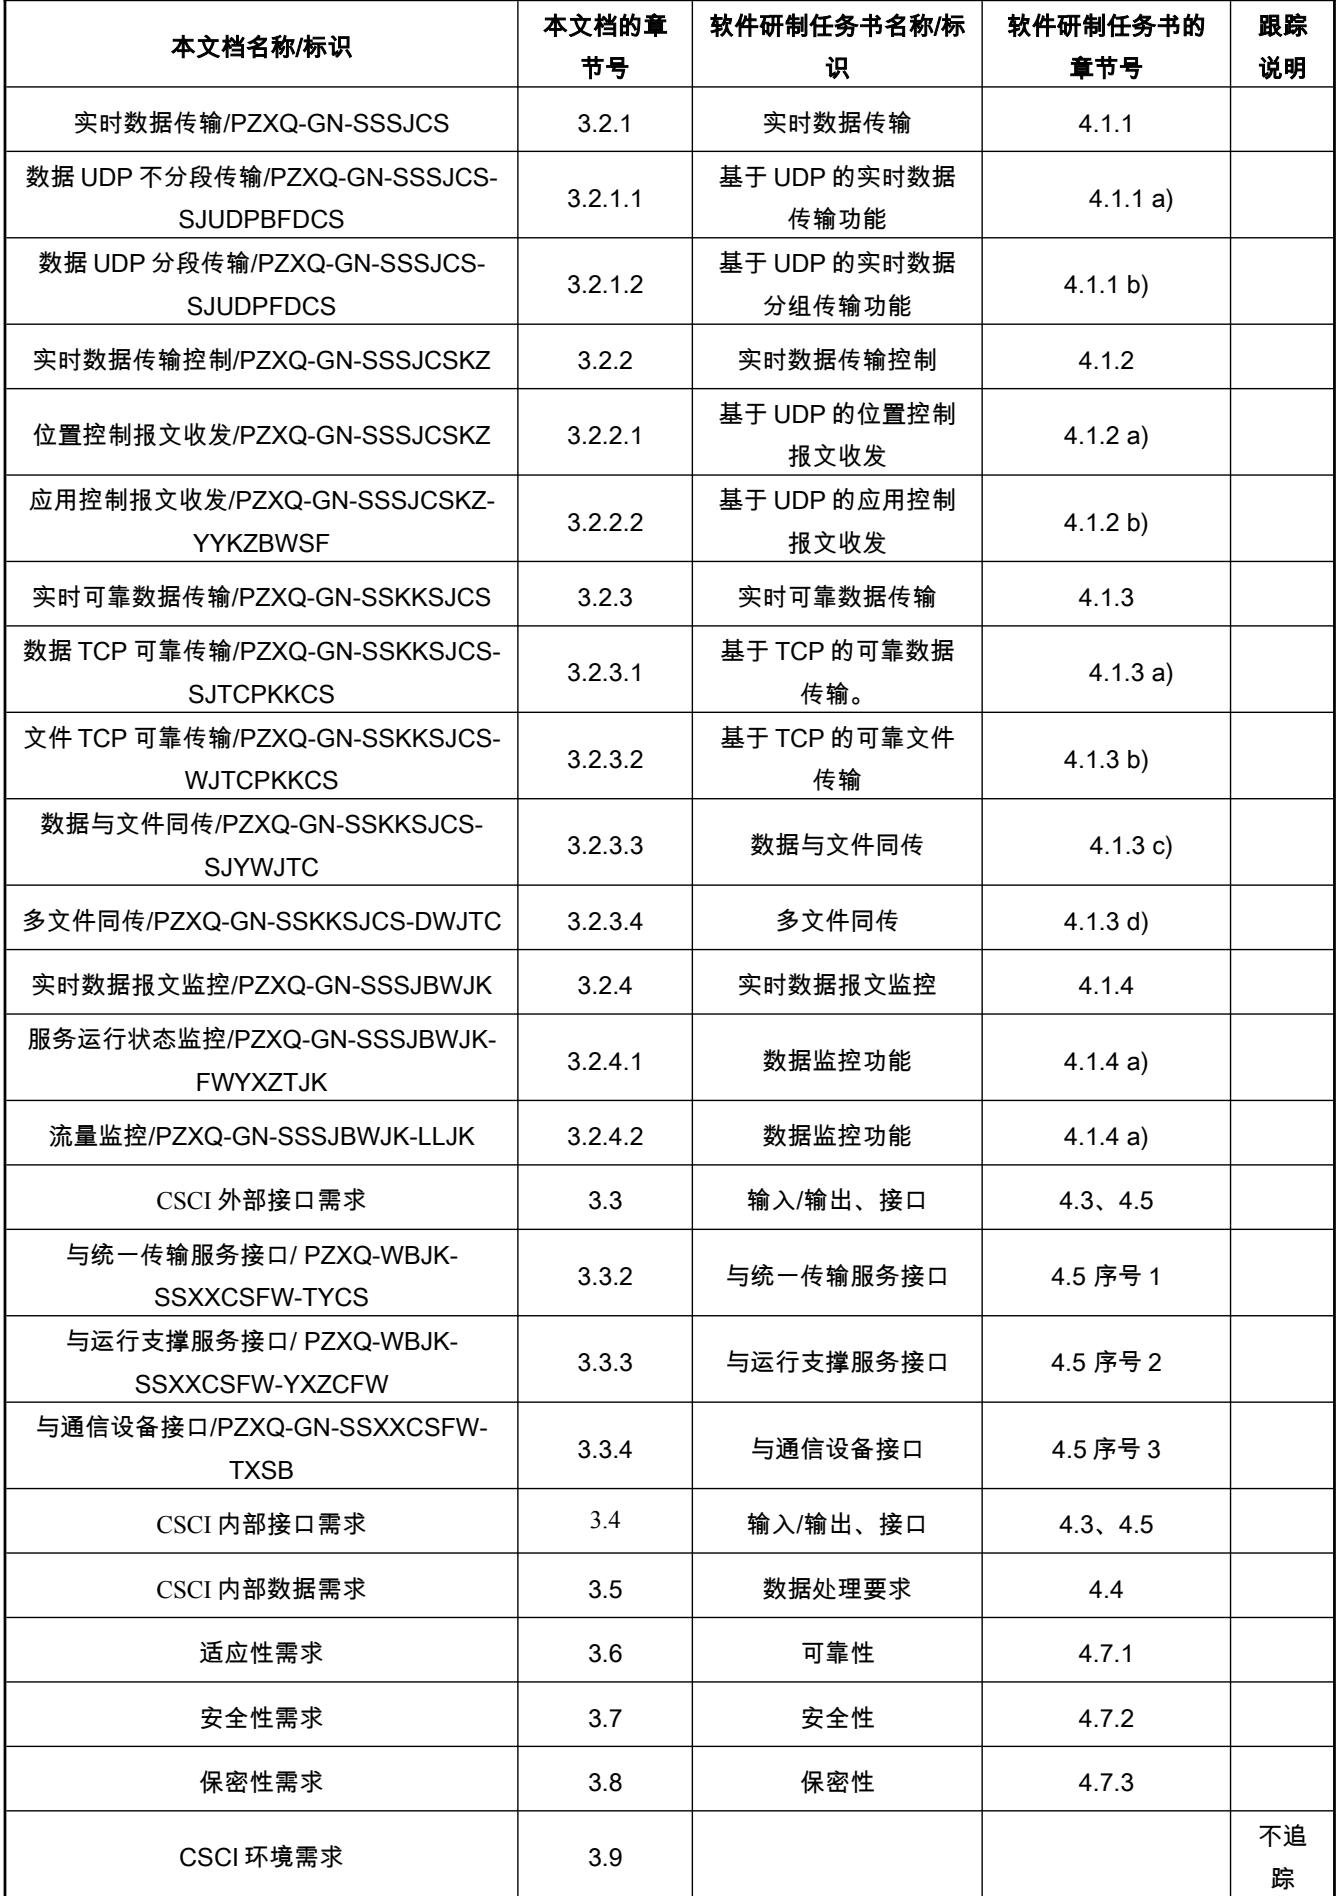 本文档名称/标识
本文档的章
节号
软件研制任务书名称/标
识
软件研制任务书的
章节号
跟踪
说明
实时数据传输/PZXQ-GN-SSSJCS
3.2.1
实时数据传输
4.1.1
数据 UDP 不分段传输/PZXQ-GN-SSSJCS-
SJUDPBFDCS
3.2.1.1
基于 UDP 的实时数据
传输功能
4.1.1 a)
数据 UDP 分段传输/PZXQ-GN-SSSJCS-
SJUDPFDCS
3.2.1.2
基于 UDP 的实时数据
分组传输功能
4.1.1 b)
实时数据传输控制/PZXQ-GN-SSSJCSKZ
3.2.2
实时数据传输控制
4.1.2
位置控制报文收发/PZXQ-GN-SSSJCSKZ
3.2.2.1
基于 UDP 的位置控制
报文收发
4.1.2 a)
应用控制报文收发/PZXQ-GN-SSSJCSKZ-
YYKZBWSF
3.2.2.2
基于 UDP 的应用控制
报文收发
4.1.2 b)
实时可靠数据传输/PZXQ-GN-SSKKSJCS
3.2.3
实时可靠数据传输
4.1.3
数据 TCP 可靠传输/PZXQ-GN-SSKKSJCS-
SJTCPKKCS
3.2.3.1
基于 TCP 的可靠数据
传输。
4.1.3 a)
文件 TCP 可靠传输/PZXQ-GN-SSKKSJCS-
WJTCPKKCS
3.2.3.2
基于 TCP 的可靠文件
传输
4.1.3 b)
数据与文件同传/PZXQ-GN-SSKKSJCS-
SJYWJTC
3.2.3.3
数据与文件同传
4.1.3 c)
多文件同传/PZXQ-GN-SSKKSJCS-DWJTC
3.2.3.4
多文件同传
4.1.3 d)
实时数据报文监控/PZXQ-GN-SSSJBWJK
3.2.4
实时数据报文监控
4.1.4
服务运行状态监控/PZXQ-GN-SSSJBWJK-
FWYXZTJK
3.2.4.1
数据监控功能
4.1.4 a)
流量监控/PZXQ-GN-SSSJBWJK-LLJK
3.2.4.2
数据监控功能
4.1.4 a)
CSCI 外部接口需求
3.3
输入/输出、接口
4.3、4.5
与统一传输服务接口/ PZXQ-WBJK-
SSXXCSFW-TYCS
3.3.2
与统一传输服务接口
4.5 序号 1
与运行支撑服务接口/ PZXQ-WBJK-
SSXXCSFW-YXZCFW
3.3.3
与运行支撑服务接口
4.5 序号 2
与通信设备接口/PZXQ-GN-SSXXCSFW-
TXSB
3.3.4
与通信设备接口
4.5 序号 3
CSCI 内部接口需求
3.4
输入/输出、接口
4.3、4.5
CSCI 内部数据需求
3.5
数据处理要求
4.4
适应性需求
3.6
可靠性
4.7.1
安全性需求
3.7
安全性
4.7.2
保密性需求
3.8
保密性
4.7.3
CSCI 环境需求
3.9
不追
踪